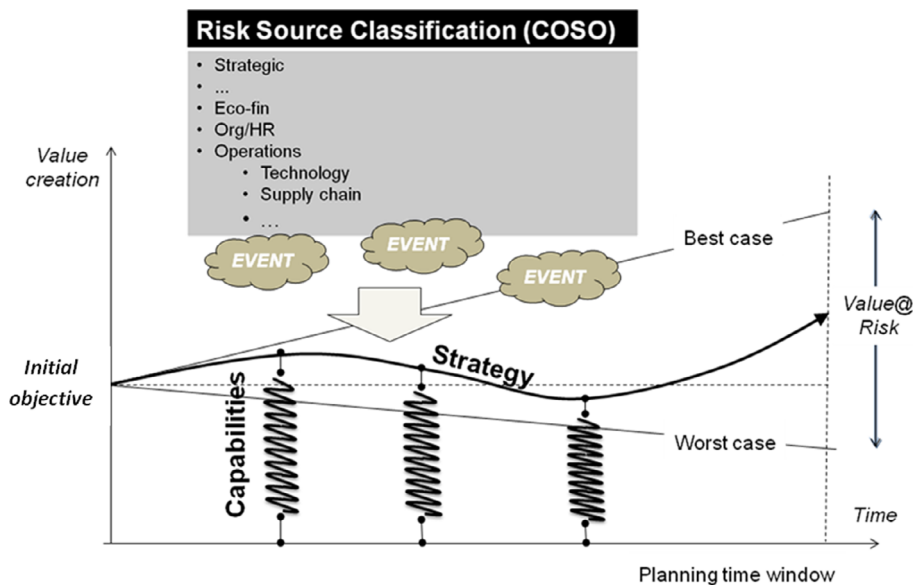 Risk Source Classification (COSO)
• Strategic
• ...
• Eco-fin
• Org/HR
• Operations
• Technology
• Supply chain
• ...
Value
creation
EVENT
EVENT
EVENT
Best case
Value@
Risk
Initial
objective
Strategy
Capabilities
Worst case
Time
Planning time window